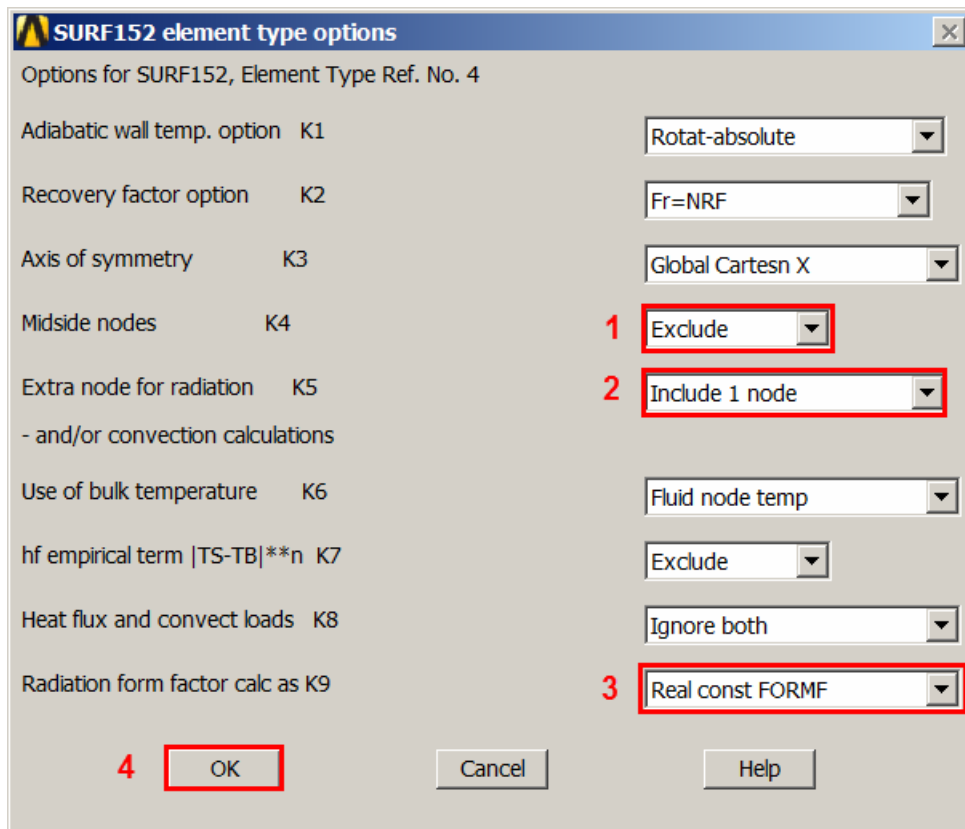 SURF152 element type options
Options for SURF152, Element Type Ref. No. 4
Adiabatic wall temp. option K1 Rotat-absolute
Recovery factor option K2 Fr=NRF
Axis of symmetry K3 Global Cartesn X
Midside nodes K4 1 Exclude
Extra node for radiation K5 2 Include 1 node
- and/or convection calculations
Use of bulk temperature K6 Fluid node temp
hf empirical term |TS-TB|**n K7 Exclude
Heat flux and convect loads K8 Ignore both
Radiation form factor calc as K9 3 Real const FORMF
4 OK Cancel Help